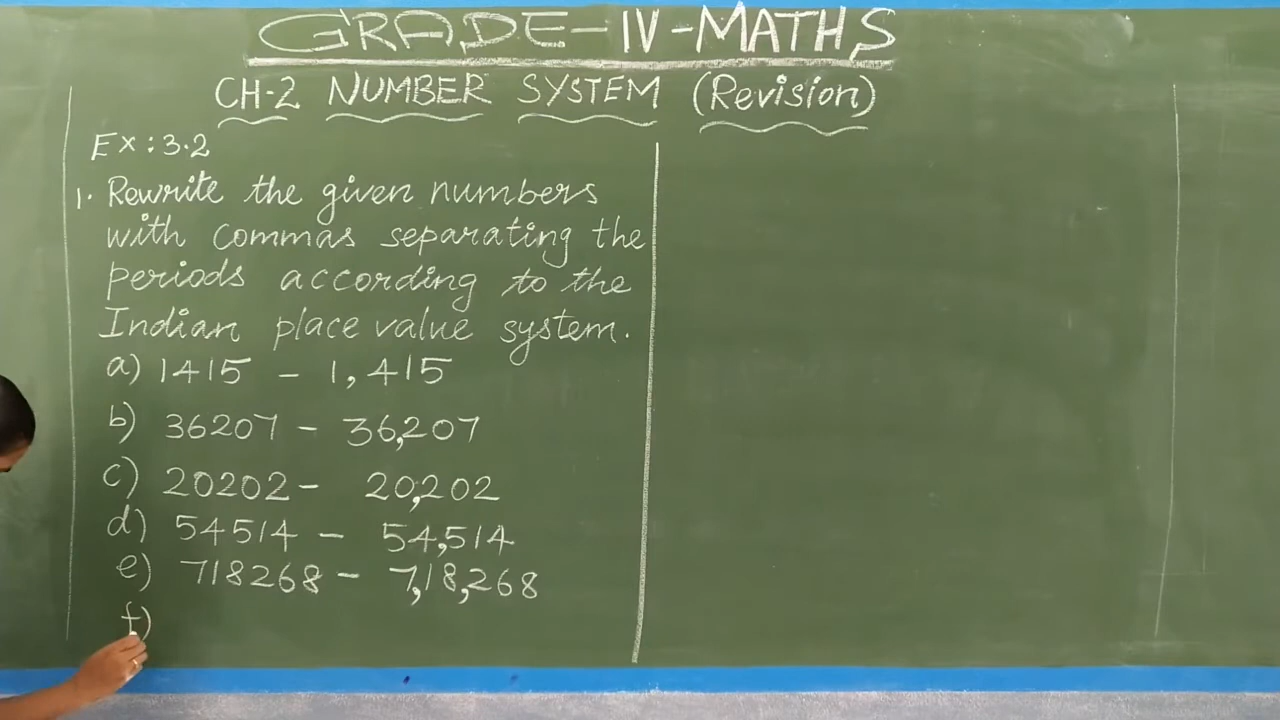 GRADE-IV-MATHS
CH-2 NUMBER SYSTEM (Revision)
Ex: 3.2
1. Rewrite the given numbers
with commas separating the
periods according to the
Indian place value system.
a) 1415 - 1,415
b) 36207 - 36,207
c) 20202 - 20,202
d) 54514 - 54,514
e) 718268 - 7,18,268
f)